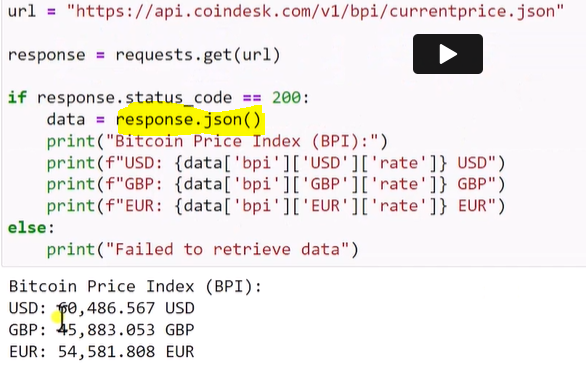 url = "https://api.coindesk.com/v1/bpi/currentprice.json"
response = requests.get(url)
if response.status_code == 200:
    data = response.json()
    print("Bitcoin Price Index (BPI):")
    print(f"USD: {data['bpi']['USD']['rate']} USD")
    print(f"GBP: {data['bpi']['GBP']['rate']} GBP")
    print(f"EUR: {data['bpi']['EUR']['rate']} EUR")
else:
    print("Failed to retrieve data")
Bitcoin Price Index (BPI):
USD: 60,486.567 USD
GBP: 45,883.053 GBP
EUR: 54,581.808 EUR